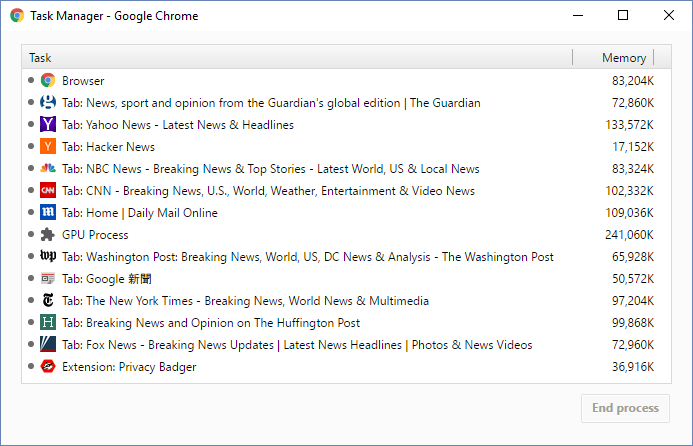 Task Manager - Google Chrome
Task Memory
Browser 83,204K
Tab: News, sport and opinion from the Guardian's global edition | The Guardian 72,860K
Tab: Yahoo News - Latest News & Headlines 133,572K
Tab: Hacker News 17,152K
Tab: NBC News - Breaking News & Top Stories - Latest World, US & Local News 83,324K
CNN Tab: CNN - Breaking News, U.S., World, Weather, Entertainment & Video News 102,332K
Tab: Home | Daily Mail Online 109,036K
GPU Process 241,060K
wp Tab: Washington Post: Breaking News, World, US, DC News & Analysis - The Washington Post 65,928K
Tab: Google 新聞 50,572K
Tab: The New York Times - Breaking News, World News & Multimedia 97,204K
H Tab: Breaking News and Opinion on The Huffington Post 99,868K
Tab: Fox News - Breaking News Updates | Latest News Headlines | Photos & News Videos 72,960K
Extension: Privacy Badger 36,916K
End process